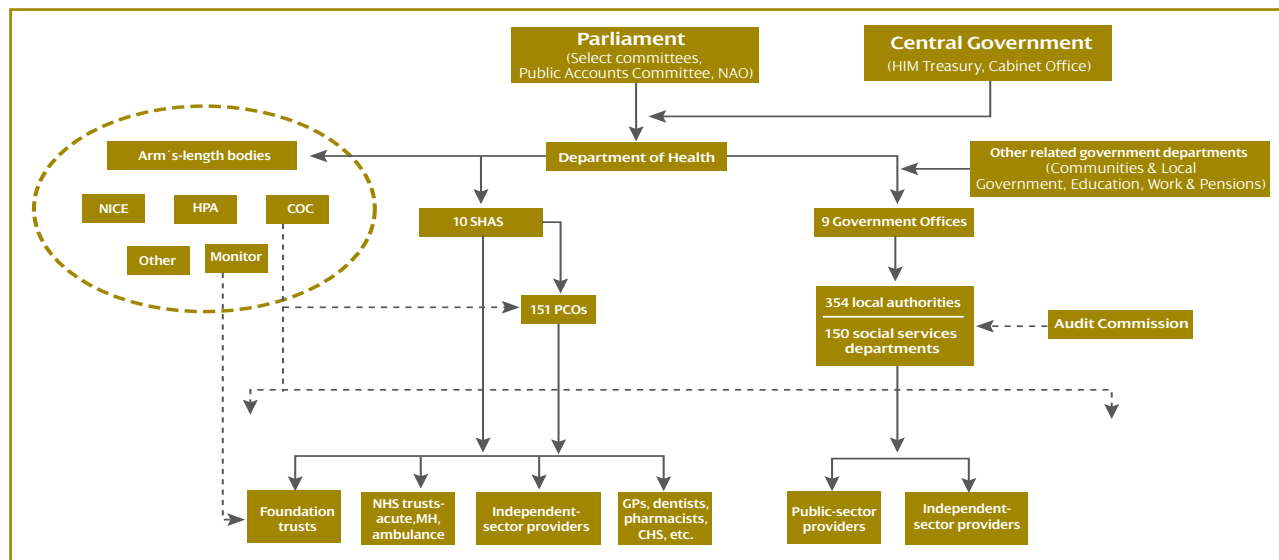 Parliament
(Select committees,
Public Accounts Committee, NAO)
Central Government
(HIM Treasury, Cabinet Office)
Arm´s-length bodies
Department of Health
Other related government departments
(Communities & Local
Government, Education, Work & Pensions)
NICE
HPA
COC
10 SHAS
9 Government Offices
Other
Monitor
151 PCOs
354 local authorities
150 social services
departments
Audit Commission
Foundation
trusts
NHS trusts-
acute,MH,
ambulance
Independent-
sector providers
GPs, dentists,
pharmacists,
CHS, etc.
Public-sector
providers
Independent-
sector providers